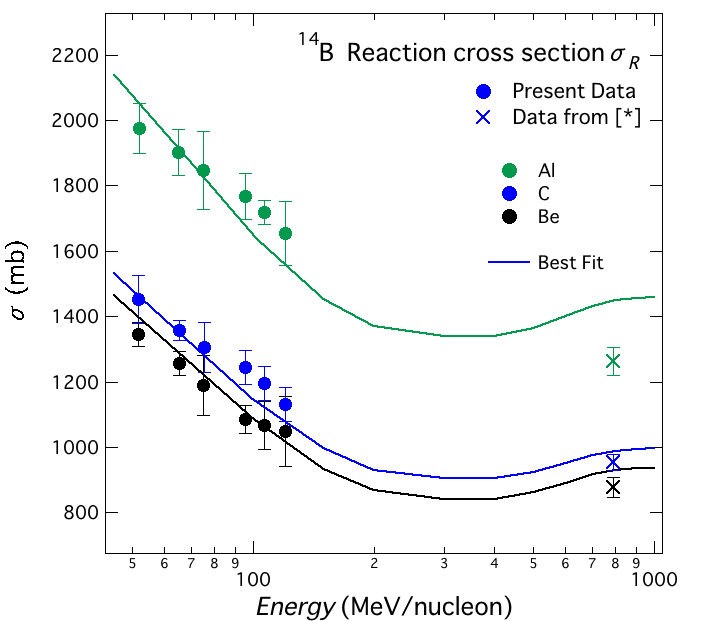 ¹⁴B Reaction cross section σ_R
Present Data
Data from [*]
Al
C
Be
Best Fit
2200
2000
1800
1600
1400
1200
1000
800
σ (mb)
5 6 7 8 9 2 3 4 5 6 7 8 9
100 1000
Energy (MeV/nucleon)